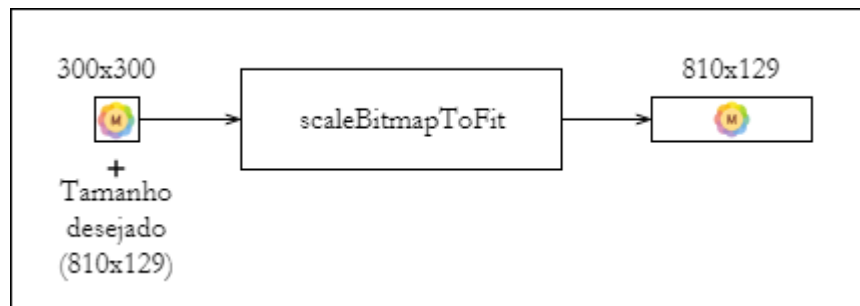 300x300
M
+
Tamanho
desejado
(810x129)
scaleBitmapToFit
810x129
M